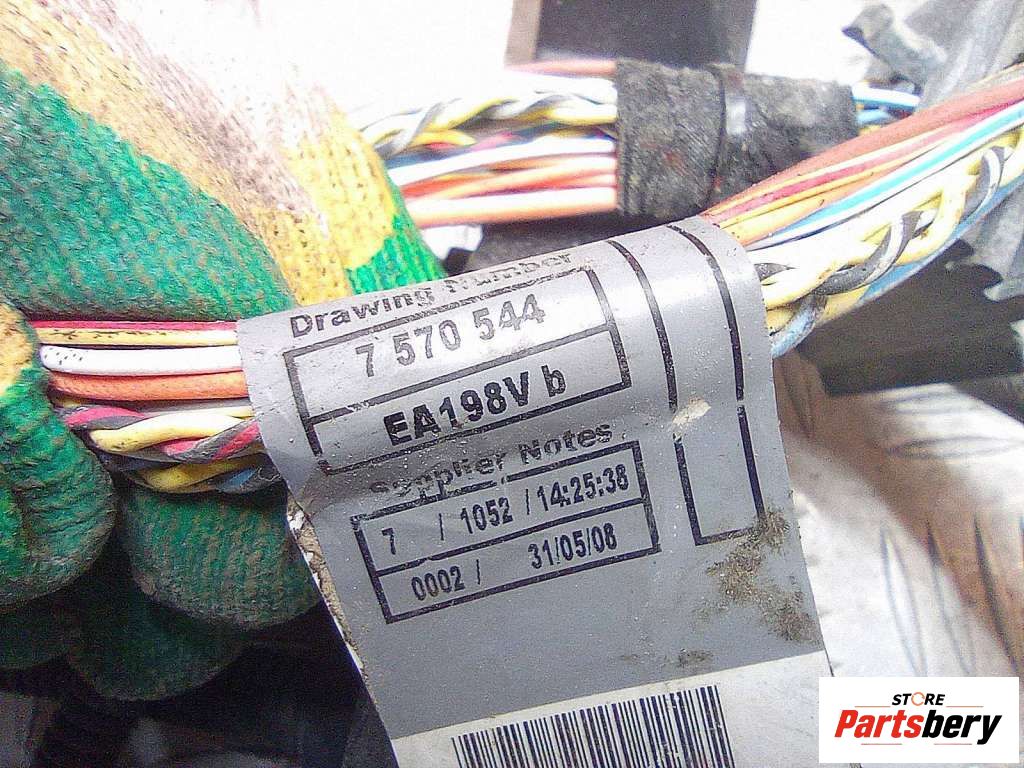 Drawing Number
7 570 544
EA198V b
Supplier Notes
7 / 1052 / 14:25:38
0002 / 31/05/08
STORE
Partsbery